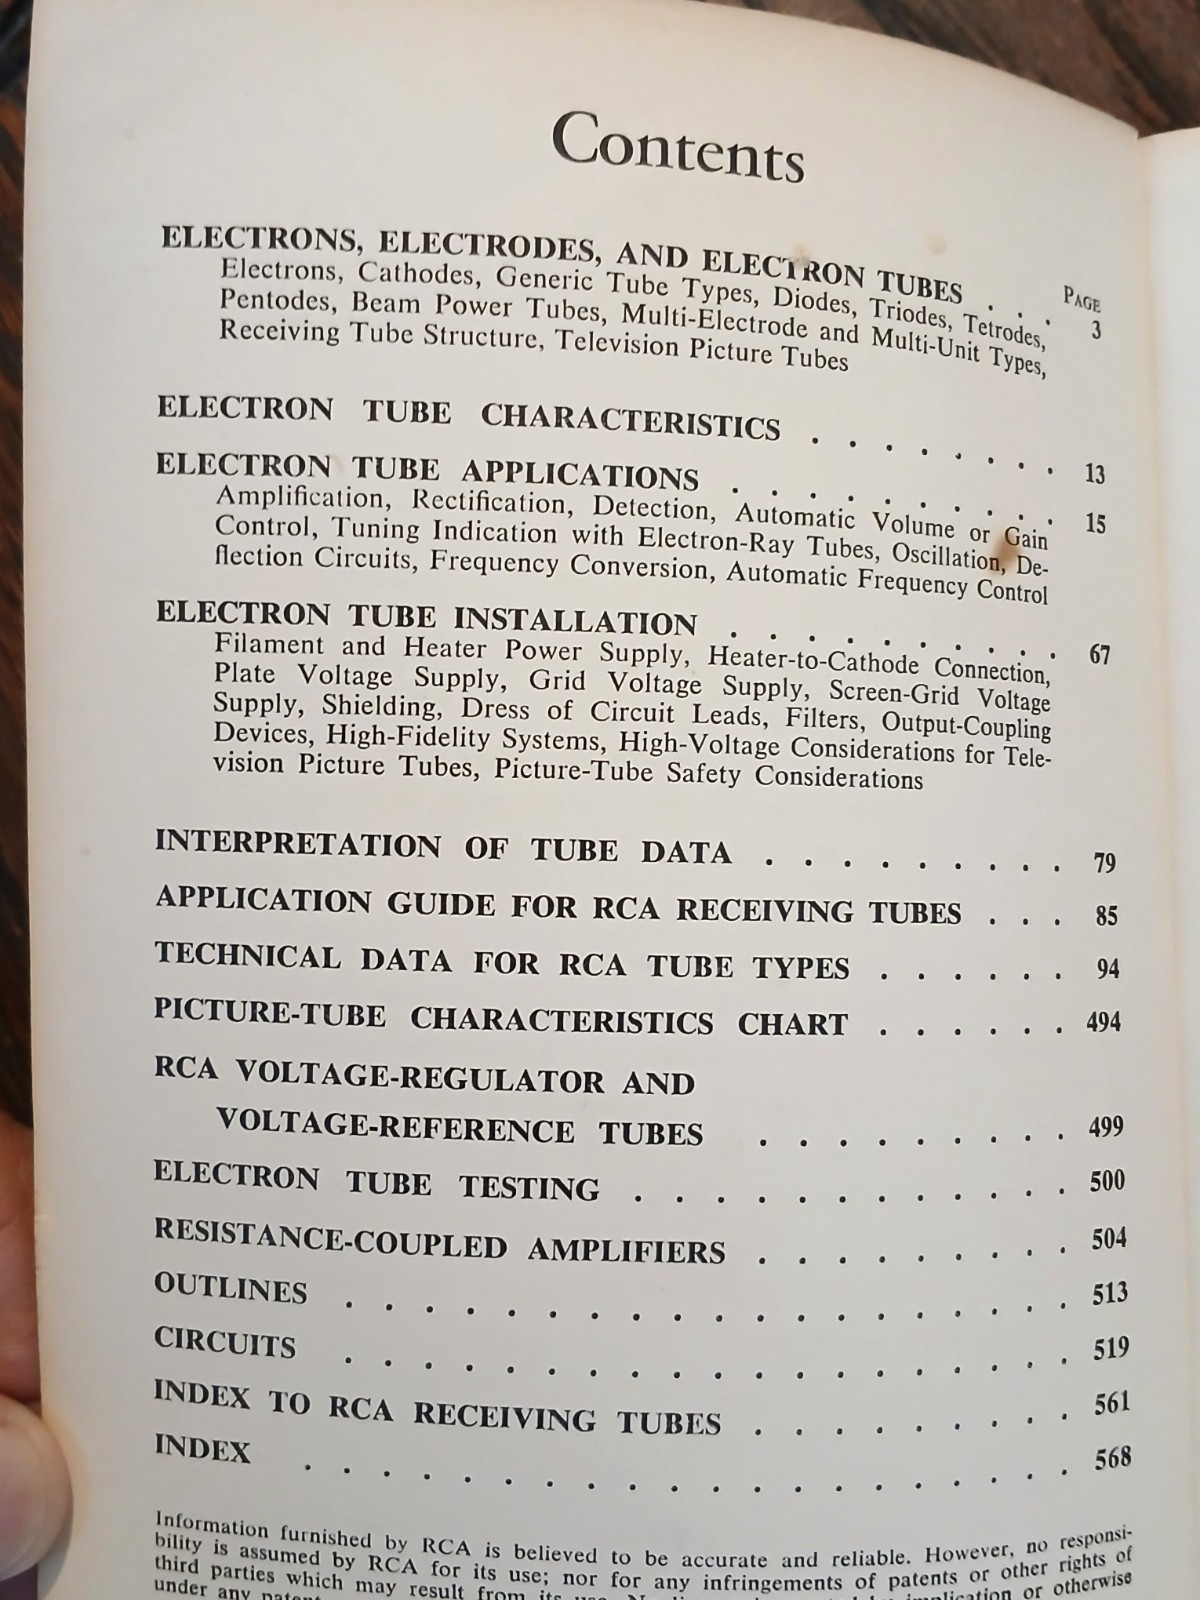 Contents
PAGE
ELECTRONS, ELECTRODES, AND ELECTRON TUBES . . . 3
Electrons, Cathodes, Generic Tube Types, Diodes, Triodes, Tetrodes,
Pentodes, Beam Power Tubes, Multi-Electrode and Multi-Unit Types,
Receiving Tube Structure, Television Picture Tubes
ELECTRON TUBE CHARACTERISTICS . . . . . . . 13
ELECTRON TUBE APPLICATIONS . . . . . . . . . 15
Amplification, Rectification, Detection, Automatic Volume or Gain
Control, Tuning Indication with Electron-Ray Tubes, Oscillation, De-
flection Circuits, Frequency Conversion, Automatic Frequency Control
ELECTRON TUBE INSTALLATION . . . . . . . . . 67
Filament and Heater Power Supply, Heater-to-Cathode Connection,
Plate Voltage Supply, Grid Voltage Supply, Screen-Grid Voltage
Supply, Shielding, Dress of Circuit Leads, Filters, Output-Coupling
Devices, High-Fidelity Systems, High-Voltage Considerations for Tele-
vision Picture Tubes, Picture-Tube Safety Considerations
INTERPRETATION OF TUBE DATA . . . . . . . . . 79
APPLICATION GUIDE FOR RCA RECEIVING TUBES . . . 85
TECHNICAL DATA FOR RCA TUBE TYPES . . . . . . 94
PICTURE-TUBE CHARACTERISTICS CHART . . . . . . 494
RCA VOLTAGE-REGULATOR AND
VOLTAGE-REFERENCE TUBES . . . . . . . . . 499
ELECTRON TUBE TESTING . . . . . . . . . . . . 500
RESISTANCE-COUPLED AMPLIFIERS . . . . . . . . . 504
OUTLINES . . . . . . . . . . . . . . . . . . . 513
CIRCUITS . . . . . . . . . . . . . . . . . . . 519
INDEX TO RCA RECEIVING TUBES . . . . . . . . . 561
INDEX . . . . . . . . . . . . . . . . . . . . 568
Information furnished by RCA is believed to be accurate and reliable. However, no responsi-
bility is assumed by RCA for its use; nor for any infringements of patents or other rights of
third parties which may result from its use. No implication or otherwise
under any